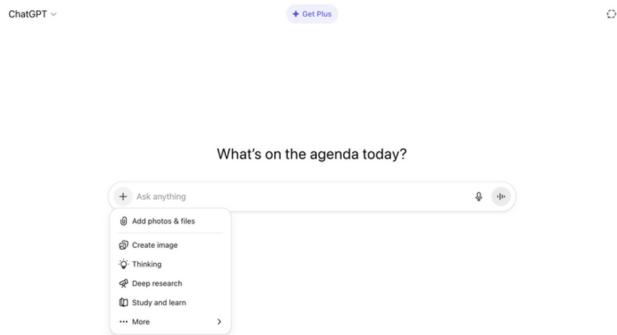 ChatGPT
Get Plus
What's on the agenda today?
Ask anything
Add photos & files
Create image
Thinking
Deep research
Study and learn
More